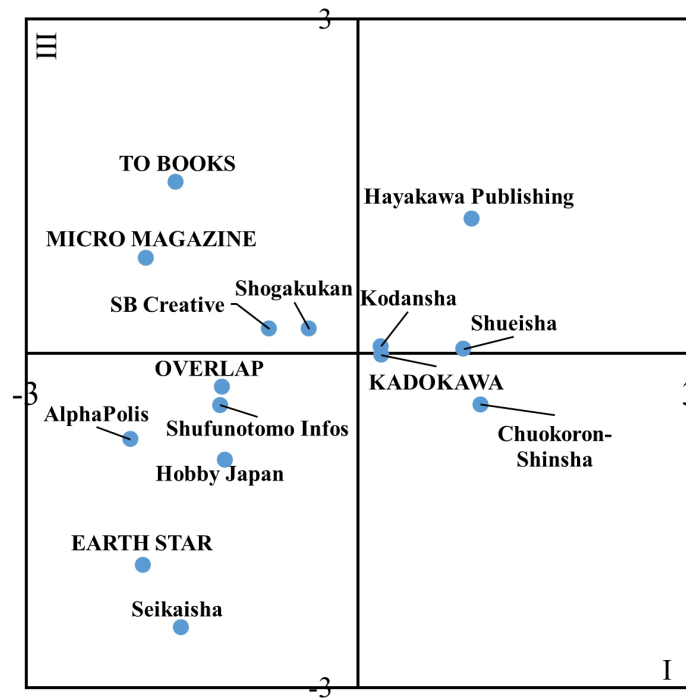 3
III
TO BOOKS
Hayakawa Publishing
MICRO MAGAZINE
Shogakukan
Kodansha
SB Creative
Shueisha
OVERLAP
KADOKAWA
-3
3
AlphaPolis
Shufunotomo Infos
Chuokoron-
Shinsha
Hobby Japan
EARTH STAR
Seikaisha
I
-3